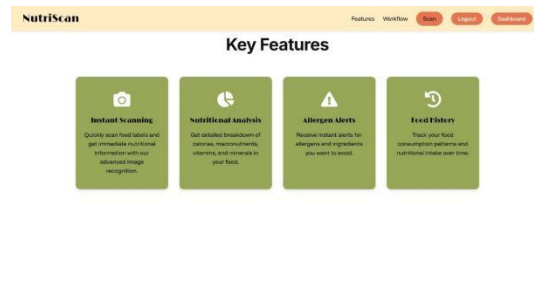 NutriScan
Features Workflow Scan Logout Dashboard
Key Features
Instant Scanning
Quickly scan food labels and
get immediate nutritional
information with our
advanced image
recognition.
Nutritional Analysis
Get detailed breakdown of
calories, macronutrients,
vitamins, and minerals in
your food.
Allergen Alerts
Receive instant alerts for
allergens and ingredients
you want to avoid.
Food History
Track your food
consumption patterns and
nutritional intake over time.